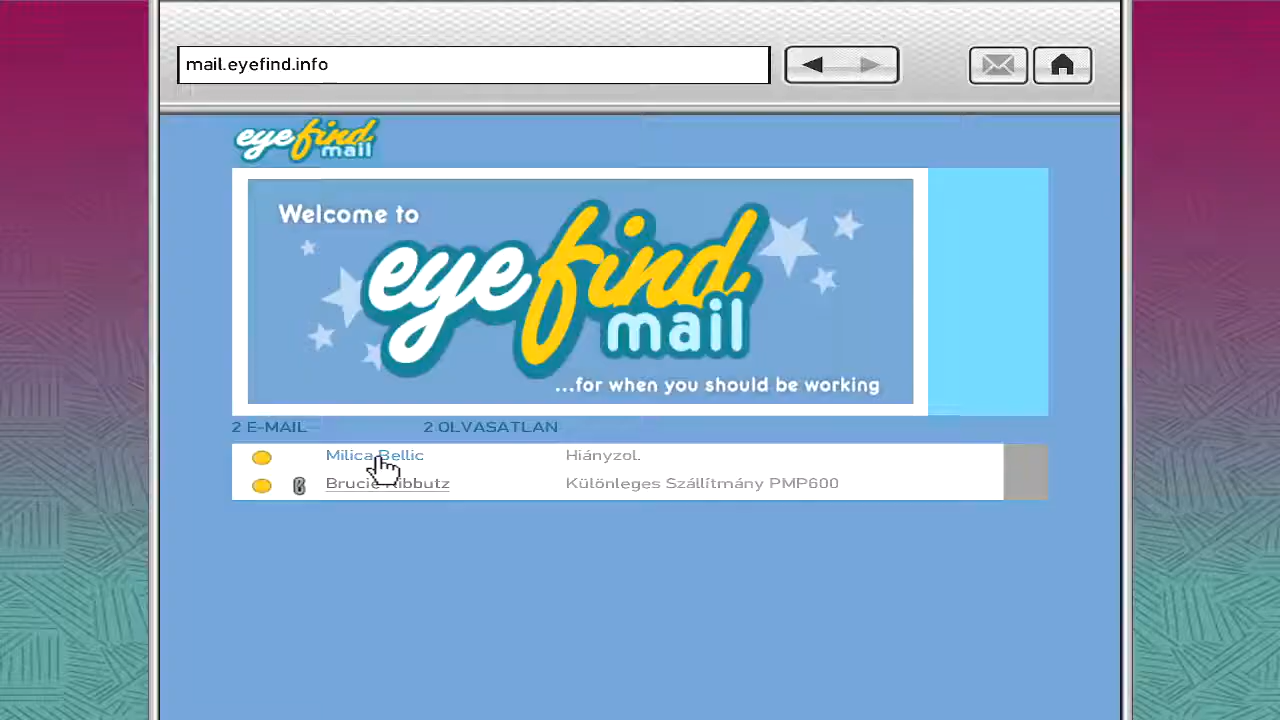 mail.eyefind.info
eyefind
mail
Welcome to
eyefind
mail
...for when you should be working
2 E-MAIL
2 OLVASATLAN
Milica Bellic
Hiányzol.
Brucie Kibbutz
Különleges Szállítmány PMP600